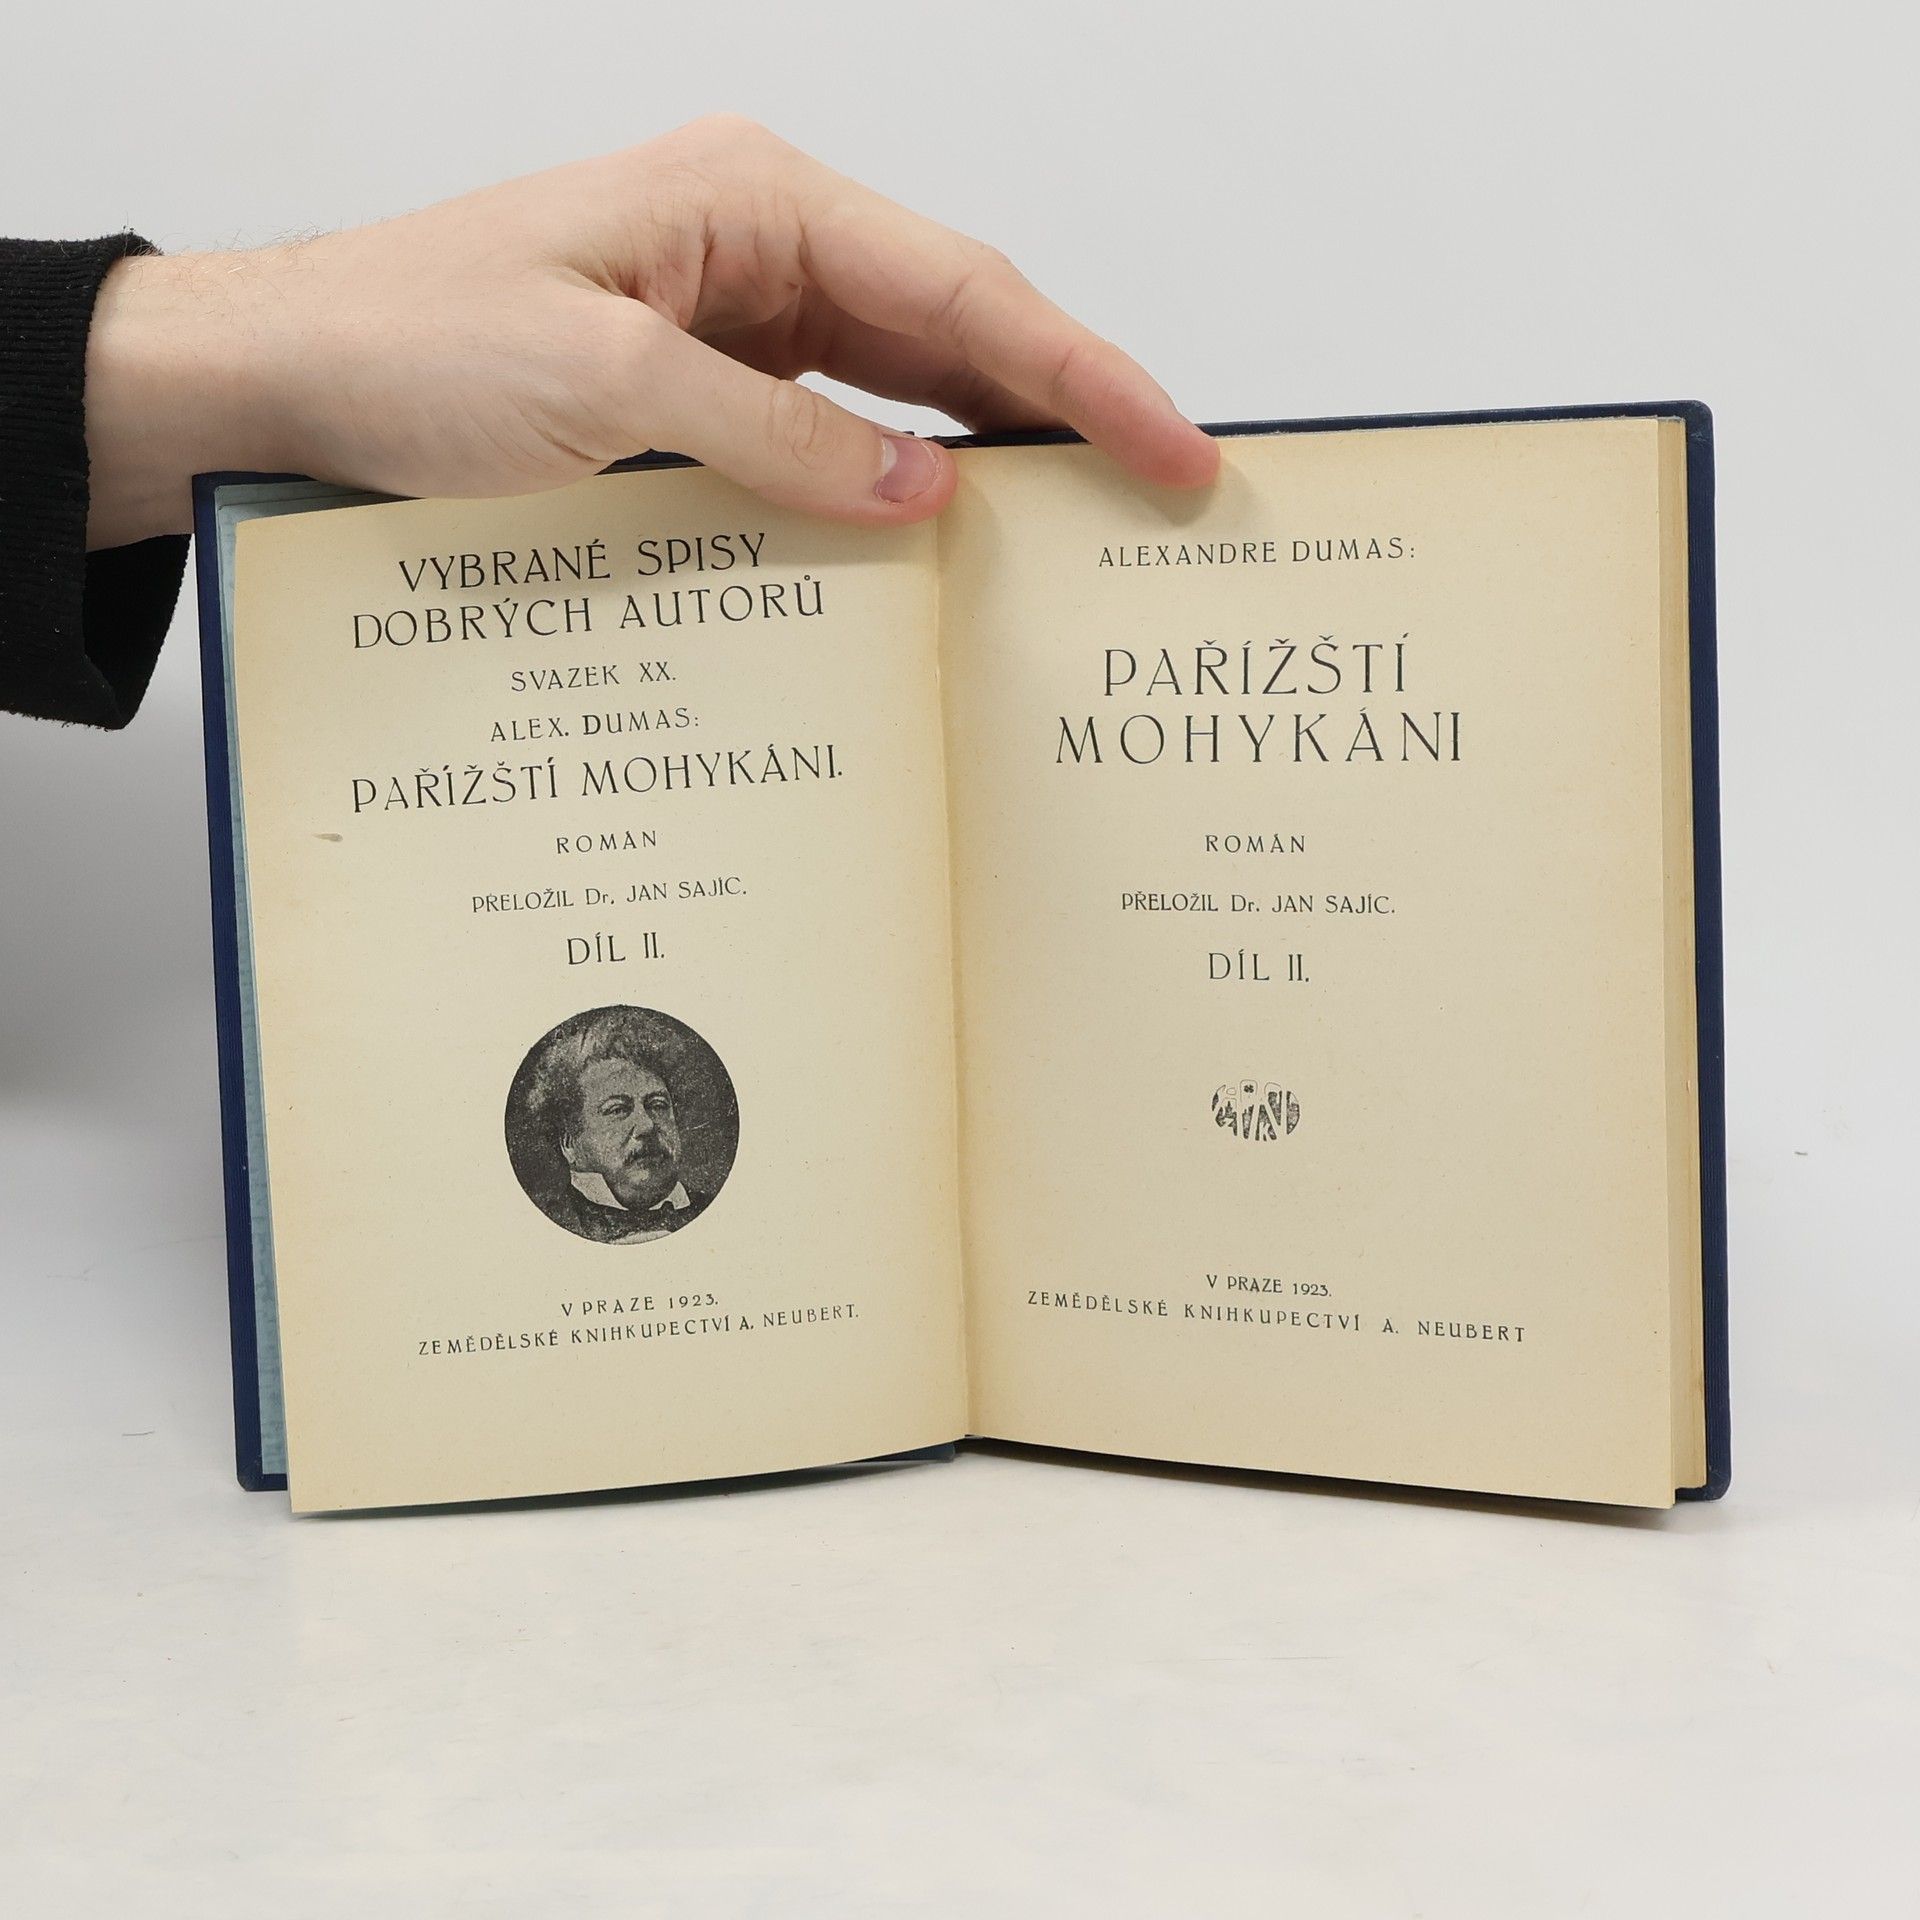 VYBRANÉ SPISY
DOBRÝCH AUTORŮ
SVAZEK XX.
ALEX. DUMAS:
PAŘÍŽŠTÍ MOHYKÁNI.
ROMÁN
PŘELOŽIL Dr. JAN SAJÍC.
DÍL II.
V PRAZE 1923.
ZEMĚDĚLSKÉ KNIHKUPECTVÍ A. NEUBERT.
ALEXANDRE DUMAS:
PAŘÍŽŠTÍ
MOHYKÁNI
ROMÁN
PŘELOŽIL Dr. JAN SAJÍC.
DÍL II.
V PRAZE 1923.
ZEMĚDĚLSKÉ KNIHKUPECTVÍ A. NEUBERT